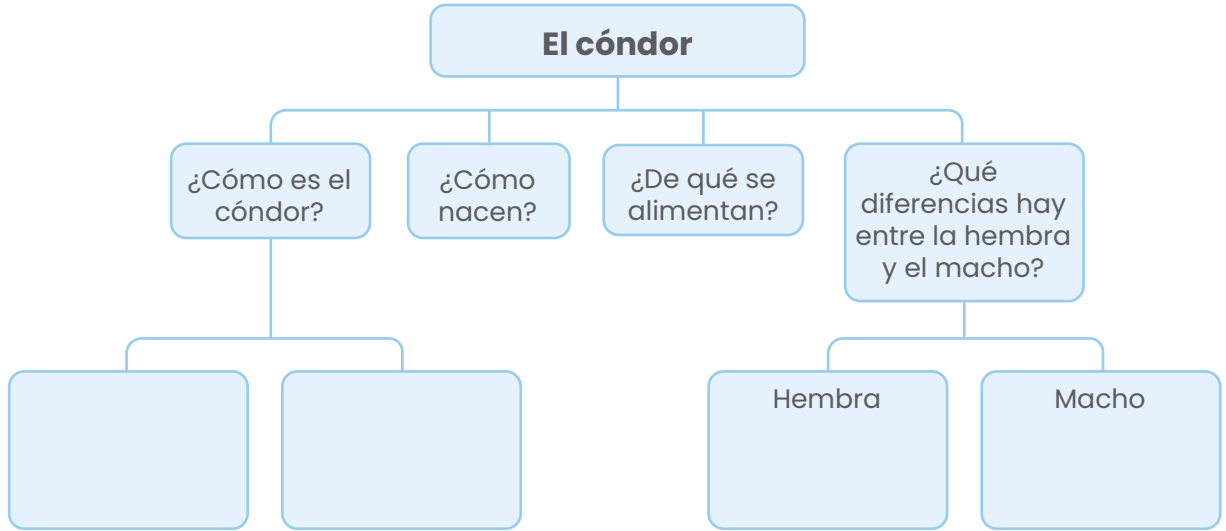 El cóndor
¿Cómo es el
cóndor?
¿Cómo
nacen?
¿De qué se
alimentan?
¿Qué
diferencias hay
entre la hembra
y el macho?
Hembra
Macho